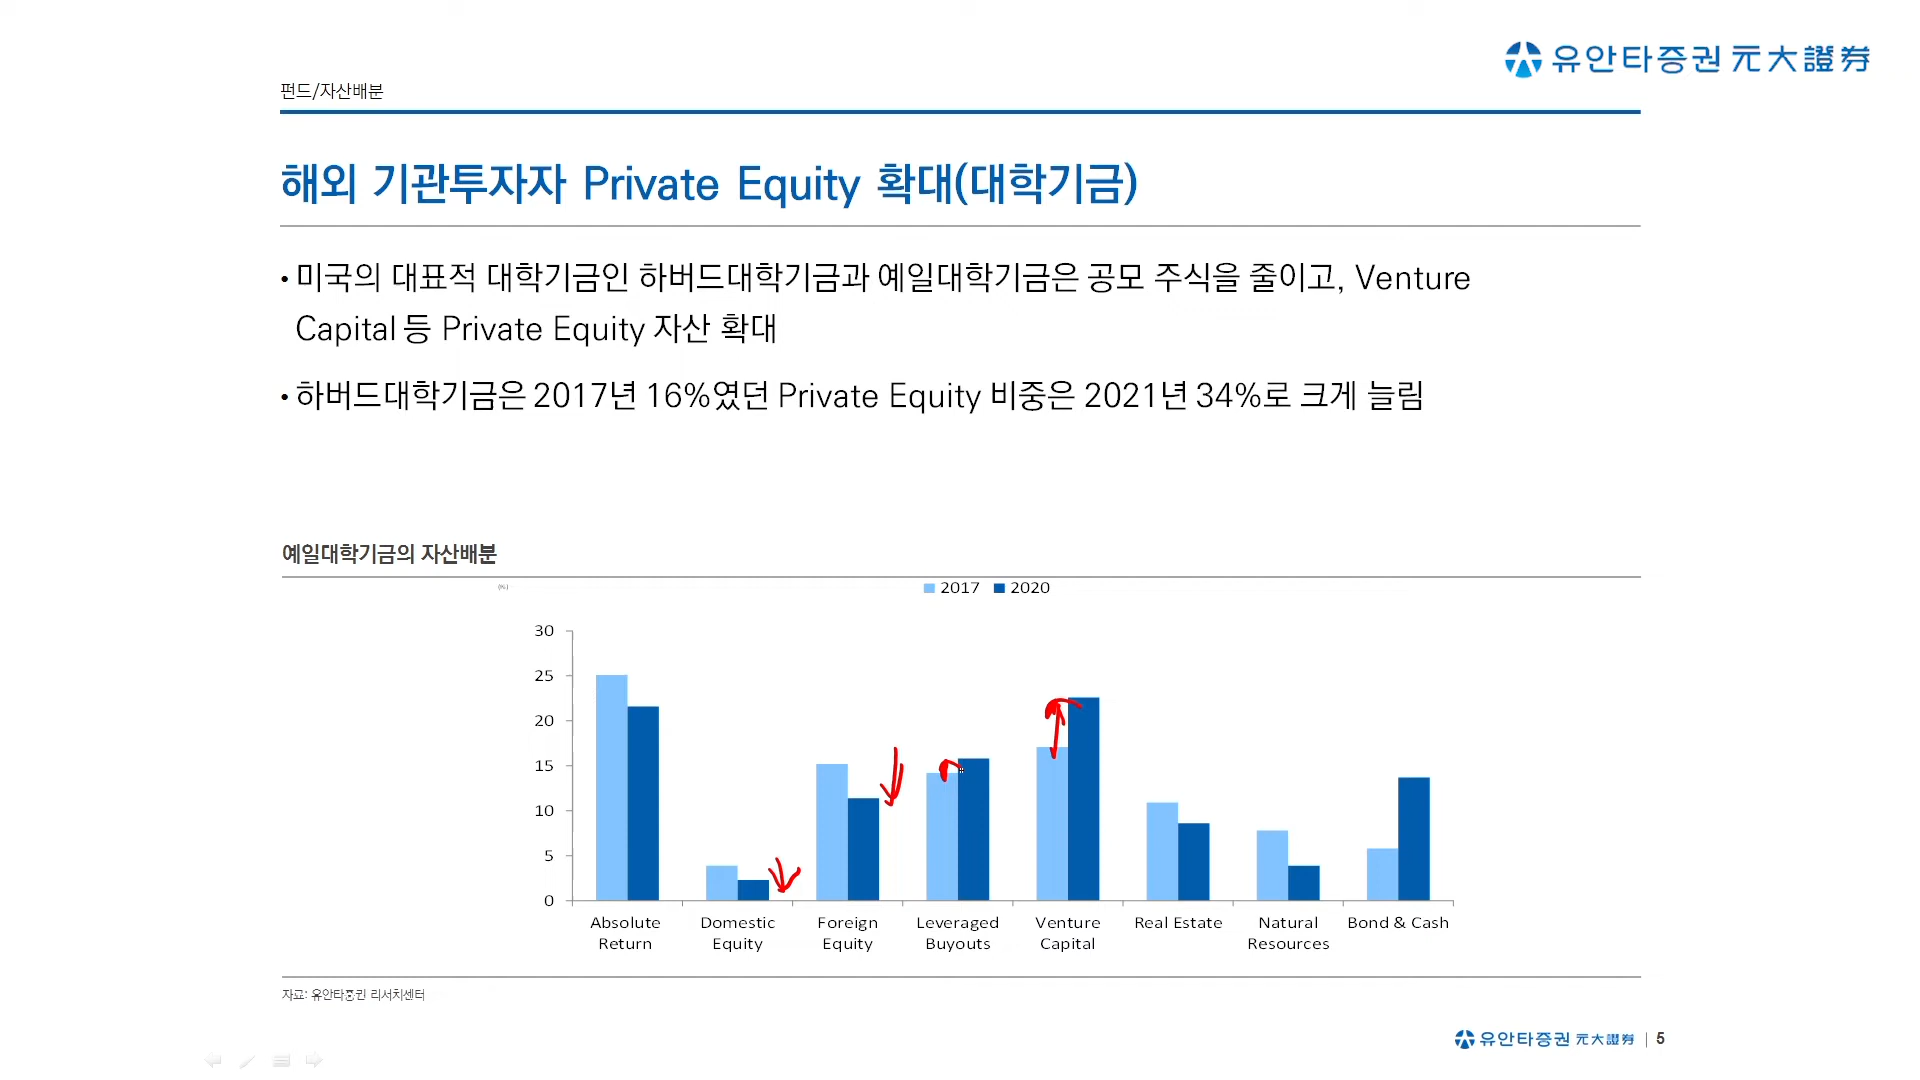 유안타증권 元大證券
펀드/자산배분
해외 기관투자자 Private Equity 확대(대학기금)
• 미국의 대표적 대학기금인 하버드대학기금과 예일대학기금은 공모 주식을 줄이고, Venture
Capital 등 Private Equity 자산 확대
• 하버드대학기금은 2017년 16%였던 Private Equity 비중은 2021년 34%로 크게 늘림
예일대학기금의 자산배분
(%)
2017 2020
30
25
20
15
10
5
0
Absolute Return
Domestic Equity
Foreign Equity
Leveraged Buyouts
Venture Capital
Real Estate
Natural Resources
Bond & Cash
자료: 유안타증권 리서치센터
유안타증권 元大證券 | 5